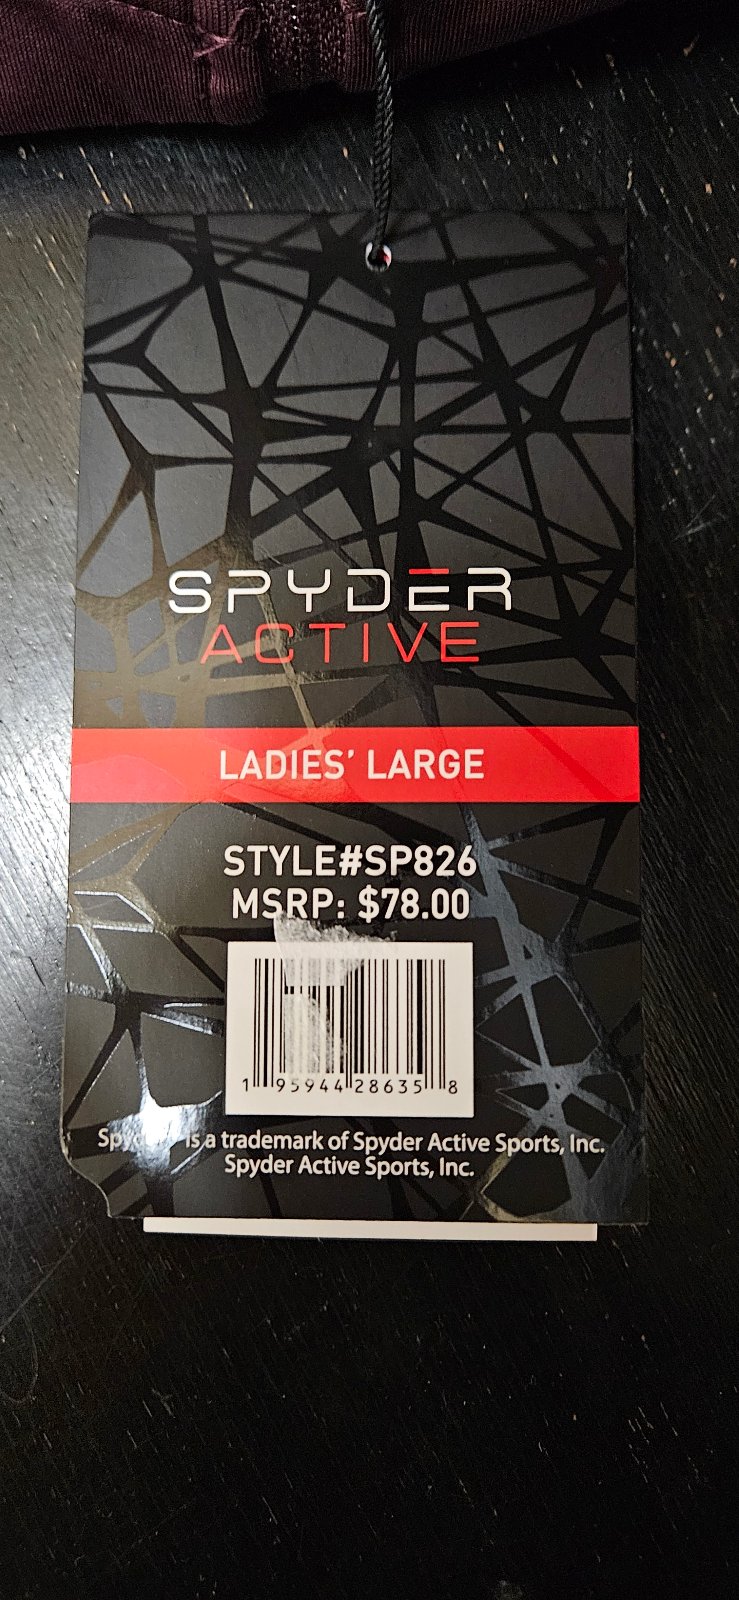 SPYDER
ACTIVE
LADIES’ LARGE
STYLE#SP826
MSRP: $78.00
1 95944 28635 8
is a trademark of Spyder Active Sports, Inc.
Spyder Active Sports, Inc.